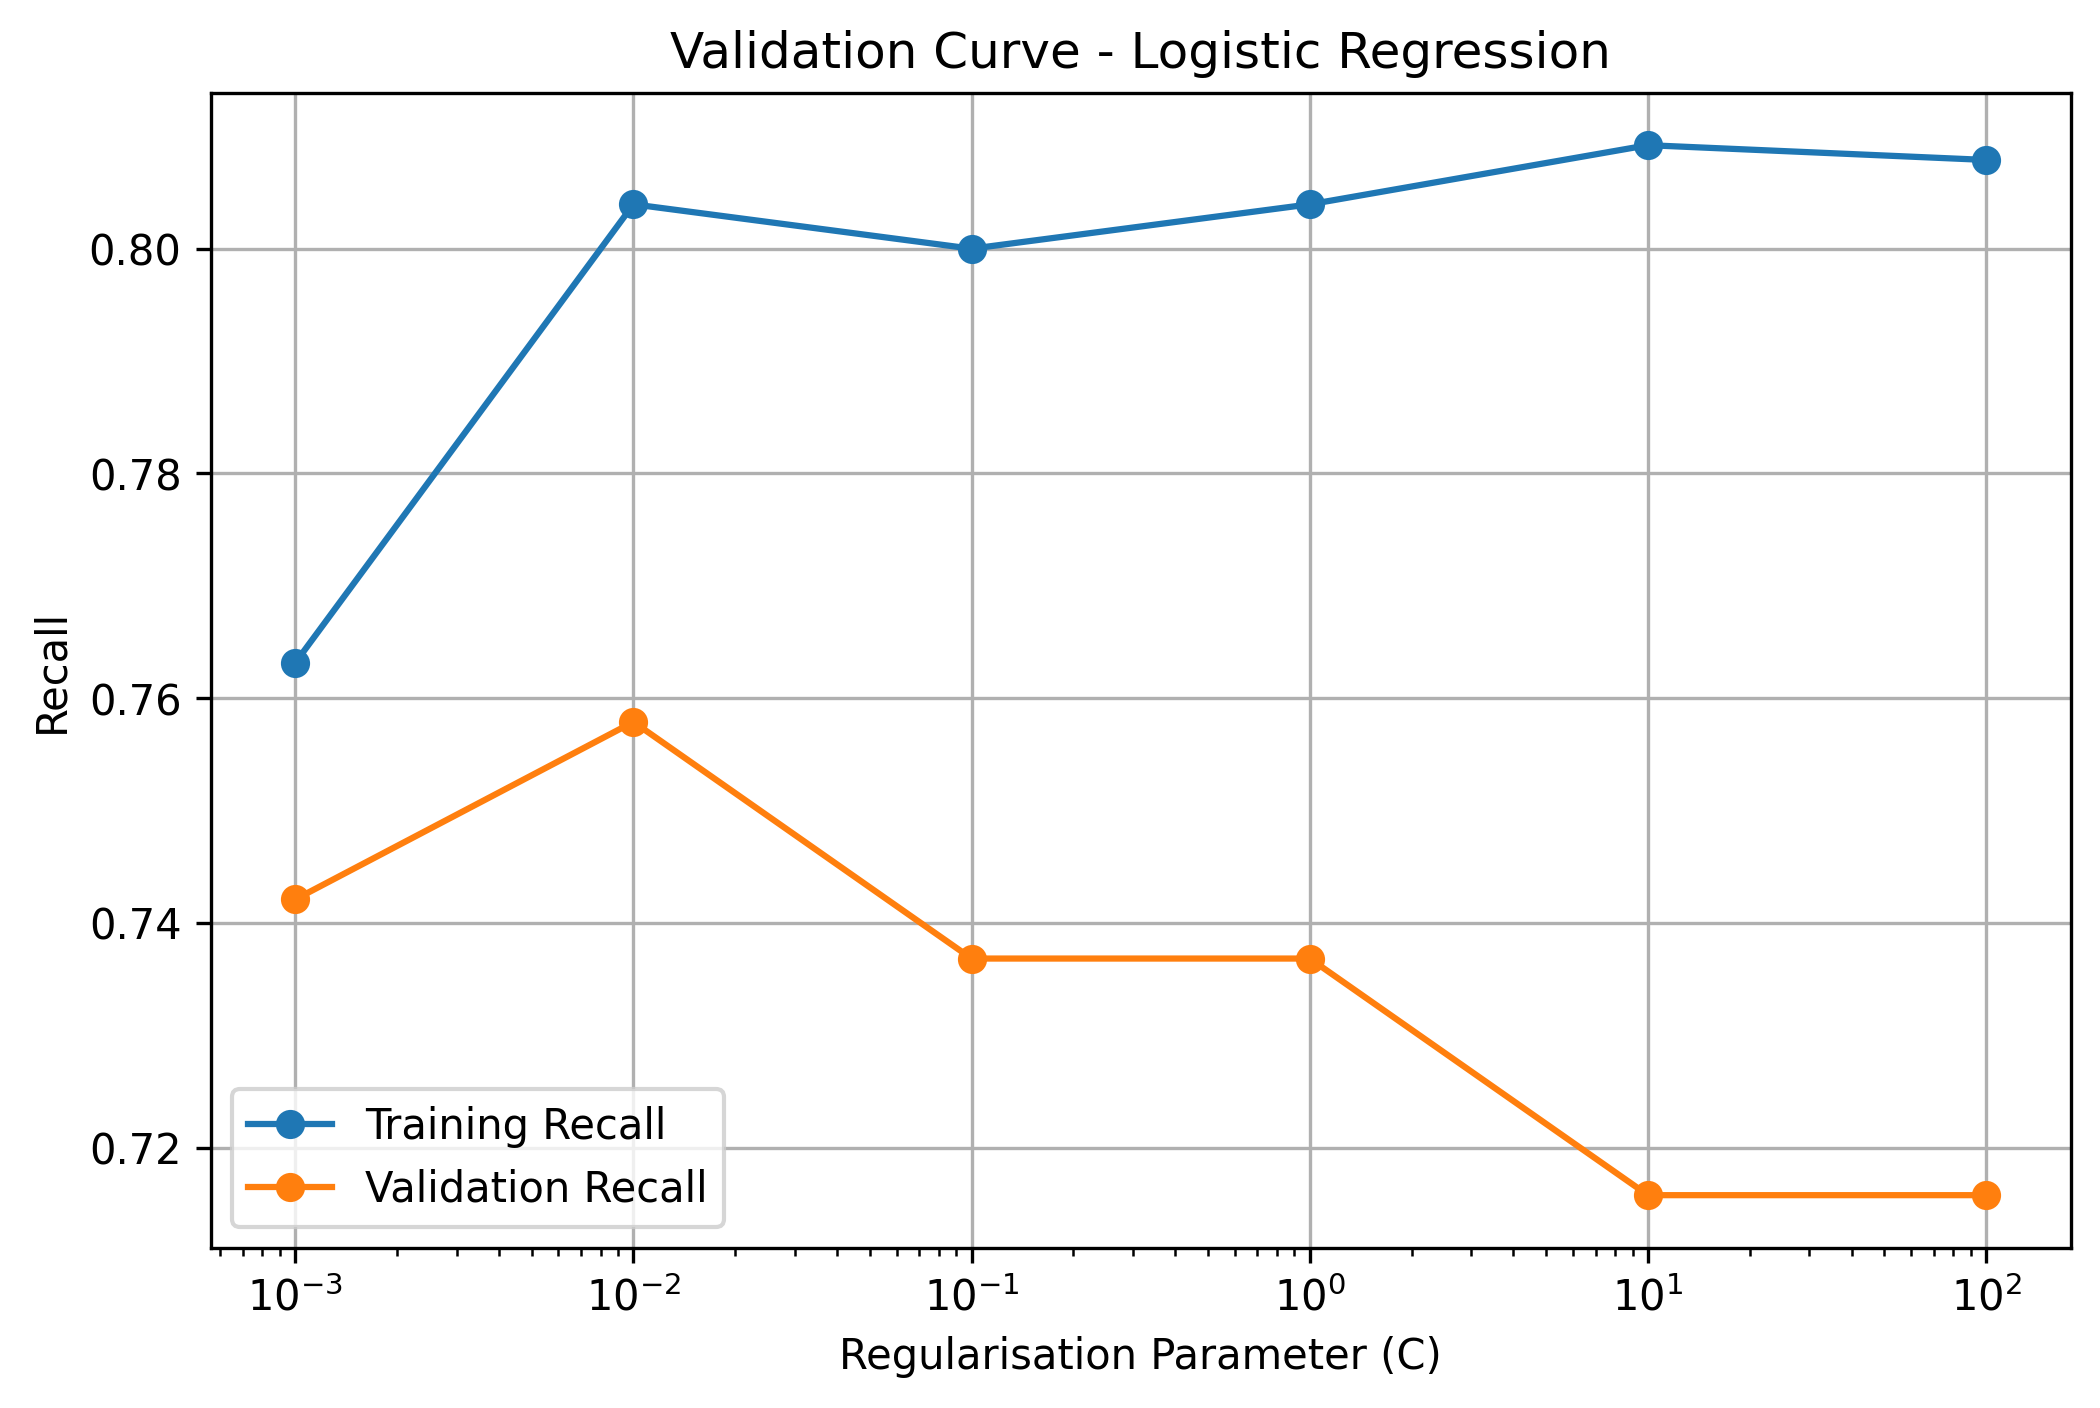 Validation Curve - Logistic Regression
Recall
0.80
0.78
0.76
0.74
0.72
Training Recall
Validation Recall
10⁻³ 10⁻² 10⁻¹ 10⁰ 10¹ 10²
Regularisation Parameter (C)